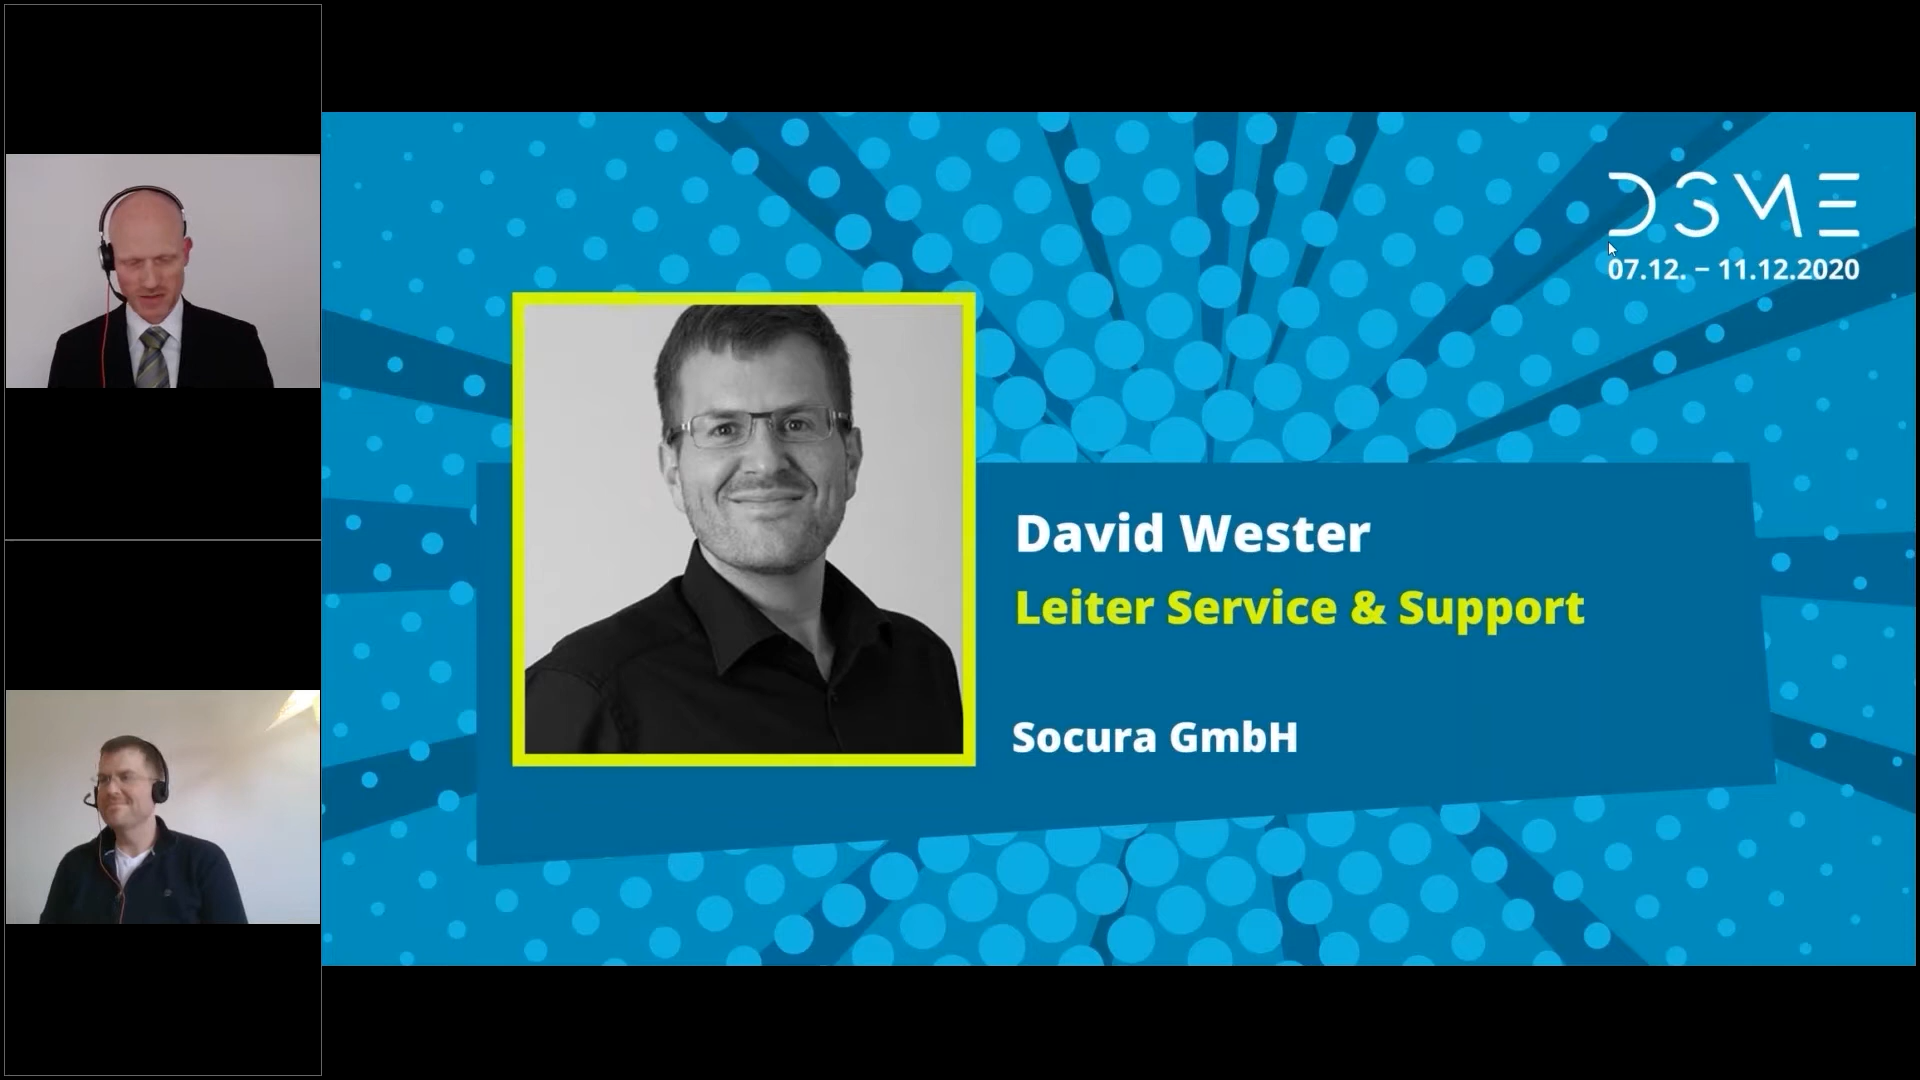 DSME
07.12. – 11.12.2020
David Wester
Leiter Service & Support
Socura GmbH